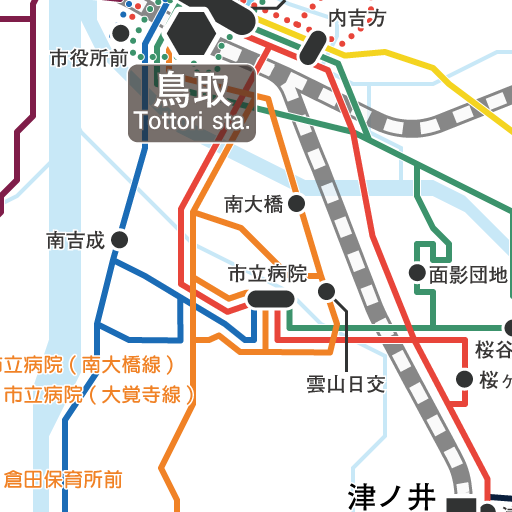 内吉方
市役所前
鳥取
Tottori sta.
南大橋
南吉成
市立病院
面影団地
桜谷
市立病院（南大橋線）
桜ヶ
雲山日交
市立病院（大覚寺線）
倉田保育所前
津ノ井